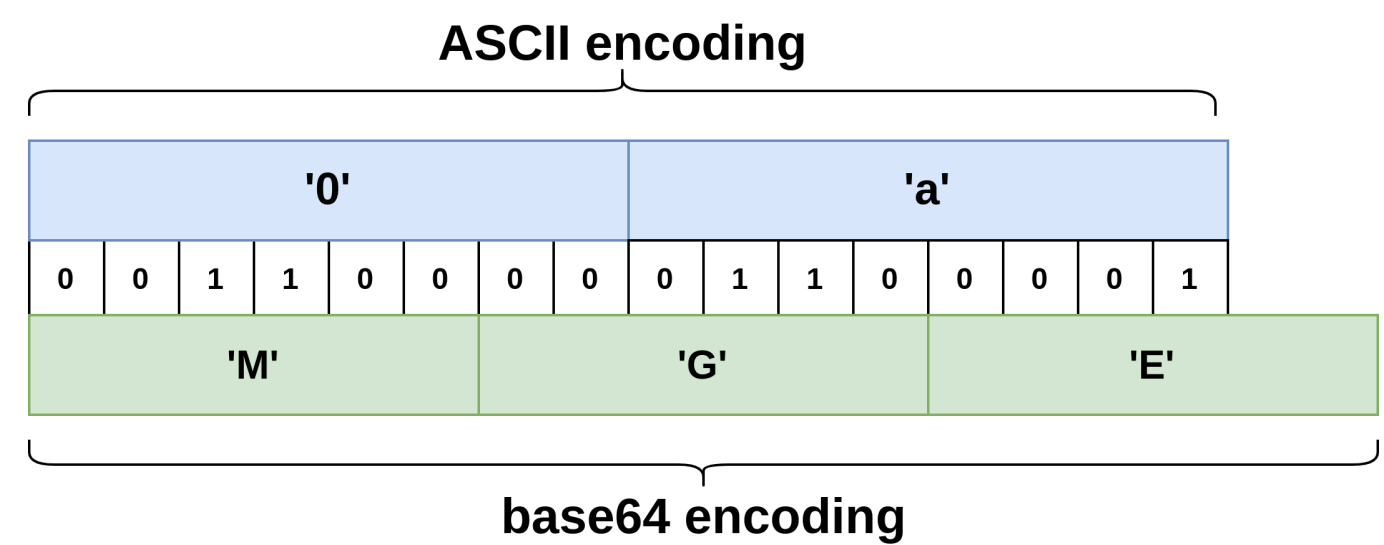 ASCII encoding
'0' 'a'
0 0 1 1 0 0 0 0 0 1 1 0 0 0 0 1
'M' 'G' 'E'
base64 encoding